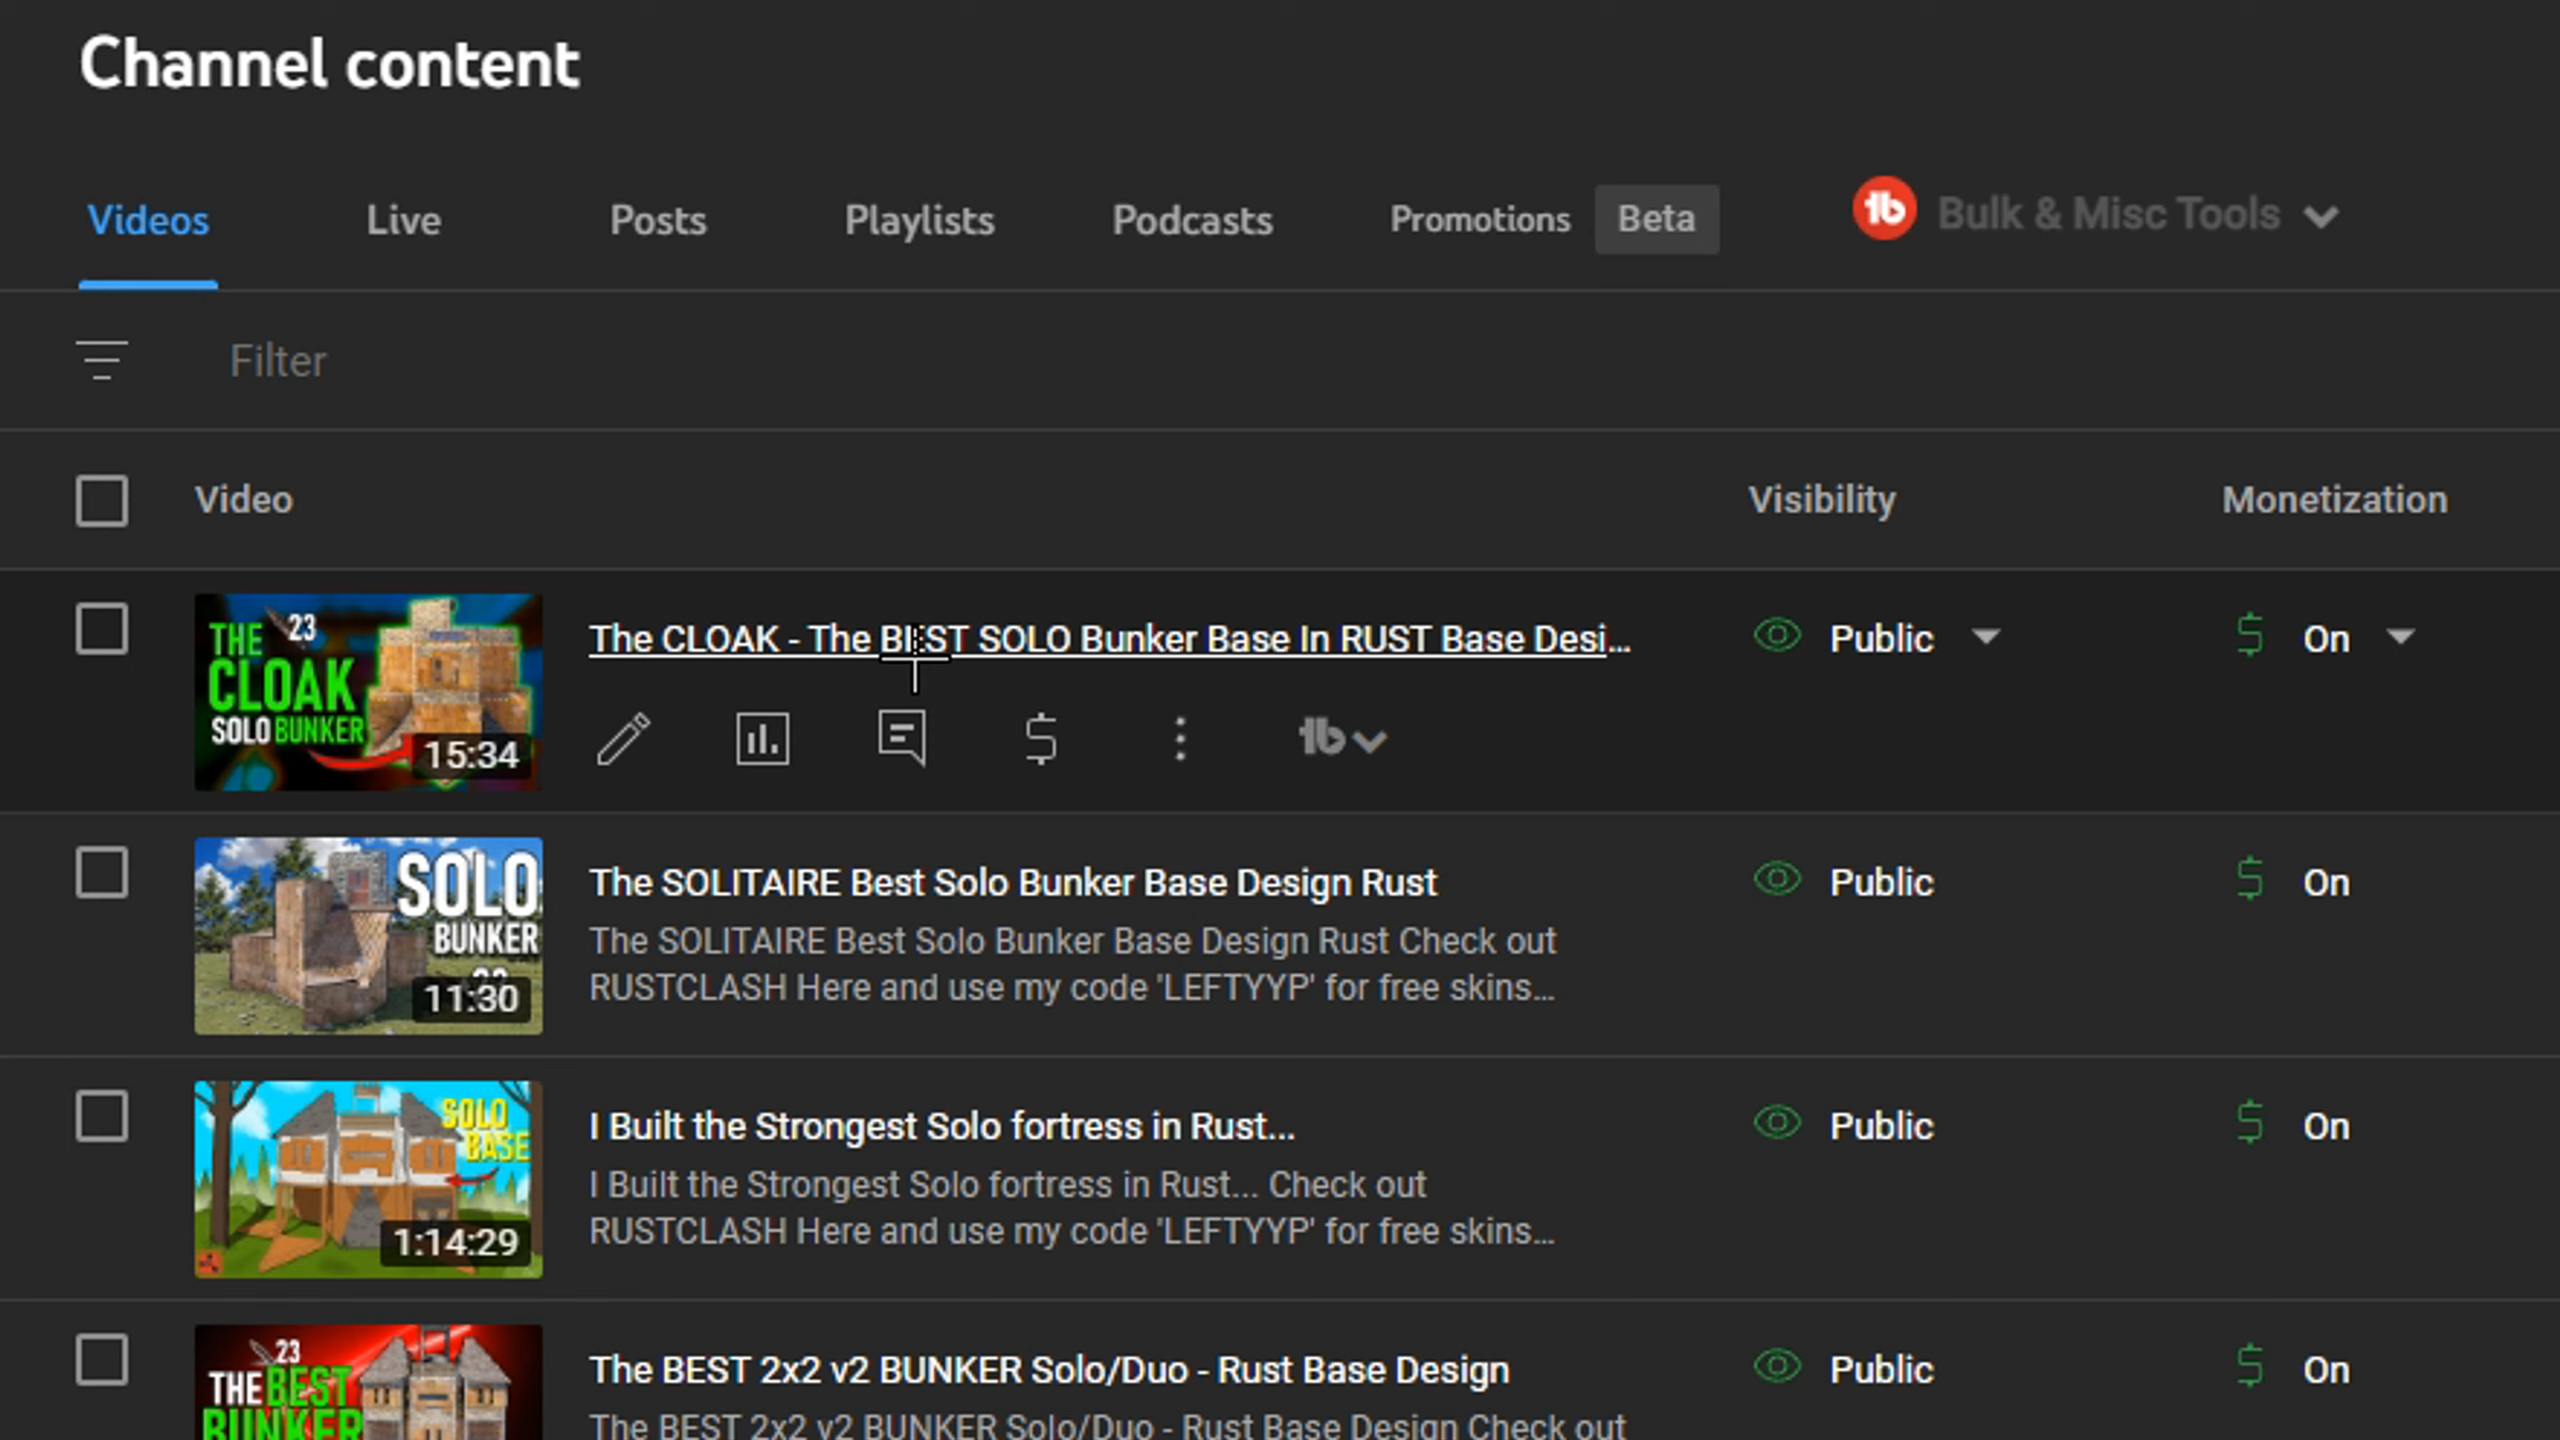 Channel content
Videos Live Posts Playlists Podcasts Promotions Beta Bulk & Misc Tools
Filter
Video Visibility Monetization
23
THE
CLOAK
SOLO BUNKER
15:34
The CLOAK - The BEST SOLO Bunker Base In RUST Base Desi...
Public
On
SOLO
BUNKER
11:30
The SOLITAIRE Best Solo Bunker Base Design Rust
The SOLITAIRE Best Solo Bunker Base Design Rust Check out
RUSTCLASH Here and use my code 'LEFTYYP' for free skins...
Public
On
SOLO
BASE
1:14:29
I Built the Strongest Solo fortress in Rust...
I Built the Strongest Solo fortress in Rust... Check out
RUSTCLASH Here and use my code 'LEFTYYP' for free skins...
Public
On
23
THE BEST
BUNKER
The BEST 2x2 v2 BUNKER Solo/Duo - Rust Base Design
The BEST 2x2 v2 BUNKER Solo/Duo - Rust Base Design Check out
Public
On